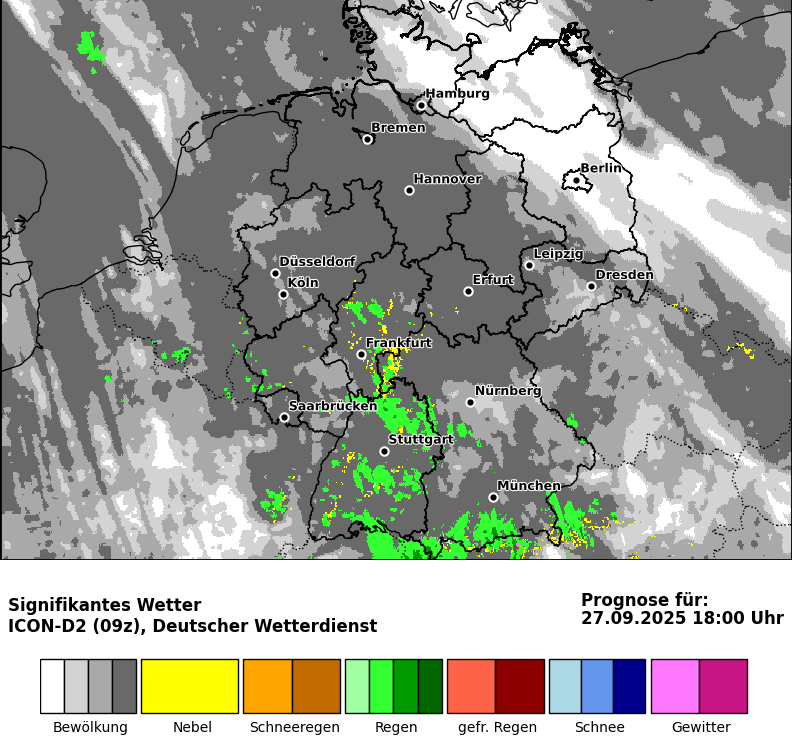 Hamburg
Bremen
Berlin
Hannover
Leipzig
Düsseldorf
Köln
Erfurt
Dresden
Frankfurt
Nürnberg
Saarbrücken
Stuttgart
München
Signifikantes Wetter
ICON-D2 (09z), Deutscher Wetterdienst
Prognose für:
27.09.2025 18:00 Uhr
Bewölkung Nebel Schneeregen Regen gefr. Regen Schnee Gewitter